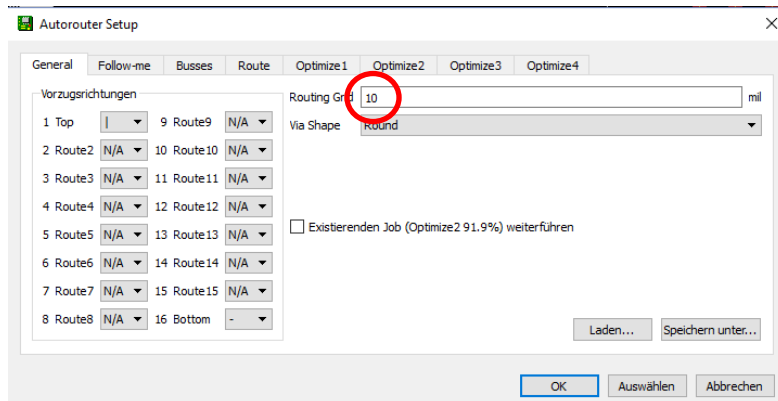 Autorouter Setup
General Follow-me Busses Route Optimize1 Optimize2 Optimize3 Optimize4
Vorzugsrichtungen
Routing Grid 10 mil
1 Top | 9 Route9 N/A
Via Shape Round
2 Route2 N/A 10 Route10 N/A
3 Route3 N/A 11 Route11 N/A
4 Route4 N/A 12 Route12 N/A
5 Route5 N/A 13 Route13 N/A
Existierenden Job (Optimize2 91.9%) weiterführen
6 Route6 N/A 14 Route14 N/A
7 Route7 N/A 15 Route15 N/A
8 Route8 N/A 16 Bottom -
Laden... Speichern unter...
OK Auswählen Abbrechen